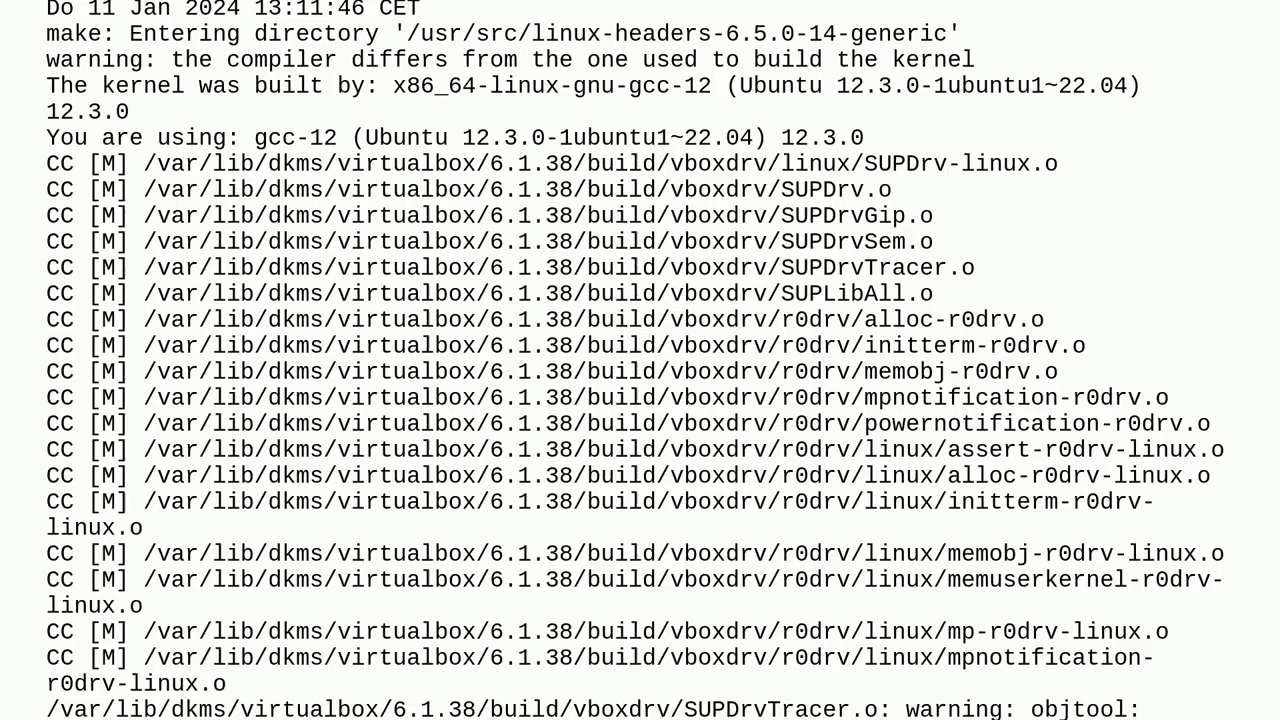 Do 11 Jan 2024 13:11:46 CET
make: Entering directory '/usr/src/linux-headers-6.5.0-14-generic'
warning: the compiler differs from the one used to build the kernel
The kernel was built by: x86_64-linux-gnu-gcc-12 (Ubuntu 12.3.0-1ubuntu1~22.04)
12.3.0
You are using: gcc-12 (Ubuntu 12.3.0-1ubuntu1~22.04) 12.3.0
CC [M] /var/lib/dkms/virtualbox/6.1.38/build/vboxdrv/linux/SUPDrv-linux.o
CC [M] /var/lib/dkms/virtualbox/6.1.38/build/vboxdrv/SUPDrv.o
CC [M] /var/lib/dkms/virtualbox/6.1.38/build/vboxdrv/SUPDrvGip.o
CC [M] /var/lib/dkms/virtualbox/6.1.38/build/vboxdrv/SUPDrvSem.o
CC [M] /var/lib/dkms/virtualbox/6.1.38/build/vboxdrv/SUPDrvTracer.o
CC [M] /var/lib/dkms/virtualbox/6.1.38/build/vboxdrv/SUPLibAll.o
CC [M] /var/lib/dkms/virtualbox/6.1.38/build/vboxdrv/r0drv/alloc-r0drv.o
CC [M] /var/lib/dkms/virtualbox/6.1.38/build/vboxdrv/r0drv/initterm-r0drv.o
CC [M] /var/lib/dkms/virtualbox/6.1.38/build/vboxdrv/r0drv/memobj-r0drv.o
CC [M] /var/lib/dkms/virtualbox/6.1.38/build/vboxdrv/r0drv/mpnotification-r0drv.o
CC [M] /var/lib/dkms/virtualbox/6.1.38/build/vboxdrv/r0drv/powernotification-r0drv.o
CC [M] /var/lib/dkms/virtualbox/6.1.38/build/vboxdrv/r0drv/linux/assert-r0drv-linux.o
CC [M] /var/lib/dkms/virtualbox/6.1.38/build/vboxdrv/r0drv/linux/alloc-r0drv-linux.o
CC [M] /var/lib/dkms/virtualbox/6.1.38/build/vboxdrv/r0drv/linux/initterm-r0drv-
linux.o
CC [M] /var/lib/dkms/virtualbox/6.1.38/build/vboxdrv/r0drv/linux/memobj-r0drv-linux.o
CC [M] /var/lib/dkms/virtualbox/6.1.38/build/vboxdrv/r0drv/linux/memuserkernel-r0drv-
linux.o
CC [M] /var/lib/dkms/virtualbox/6.1.38/build/vboxdrv/r0drv/linux/mp-r0drv-linux.o
CC [M] /var/lib/dkms/virtualbox/6.1.38/build/vboxdrv/r0drv/linux/mpnotification-
r0drv-linux.o
/var/lib/dkms/virtualbox/6.1.38/build/vboxdrv/SUPDrvTracer.o: warning: objtool: